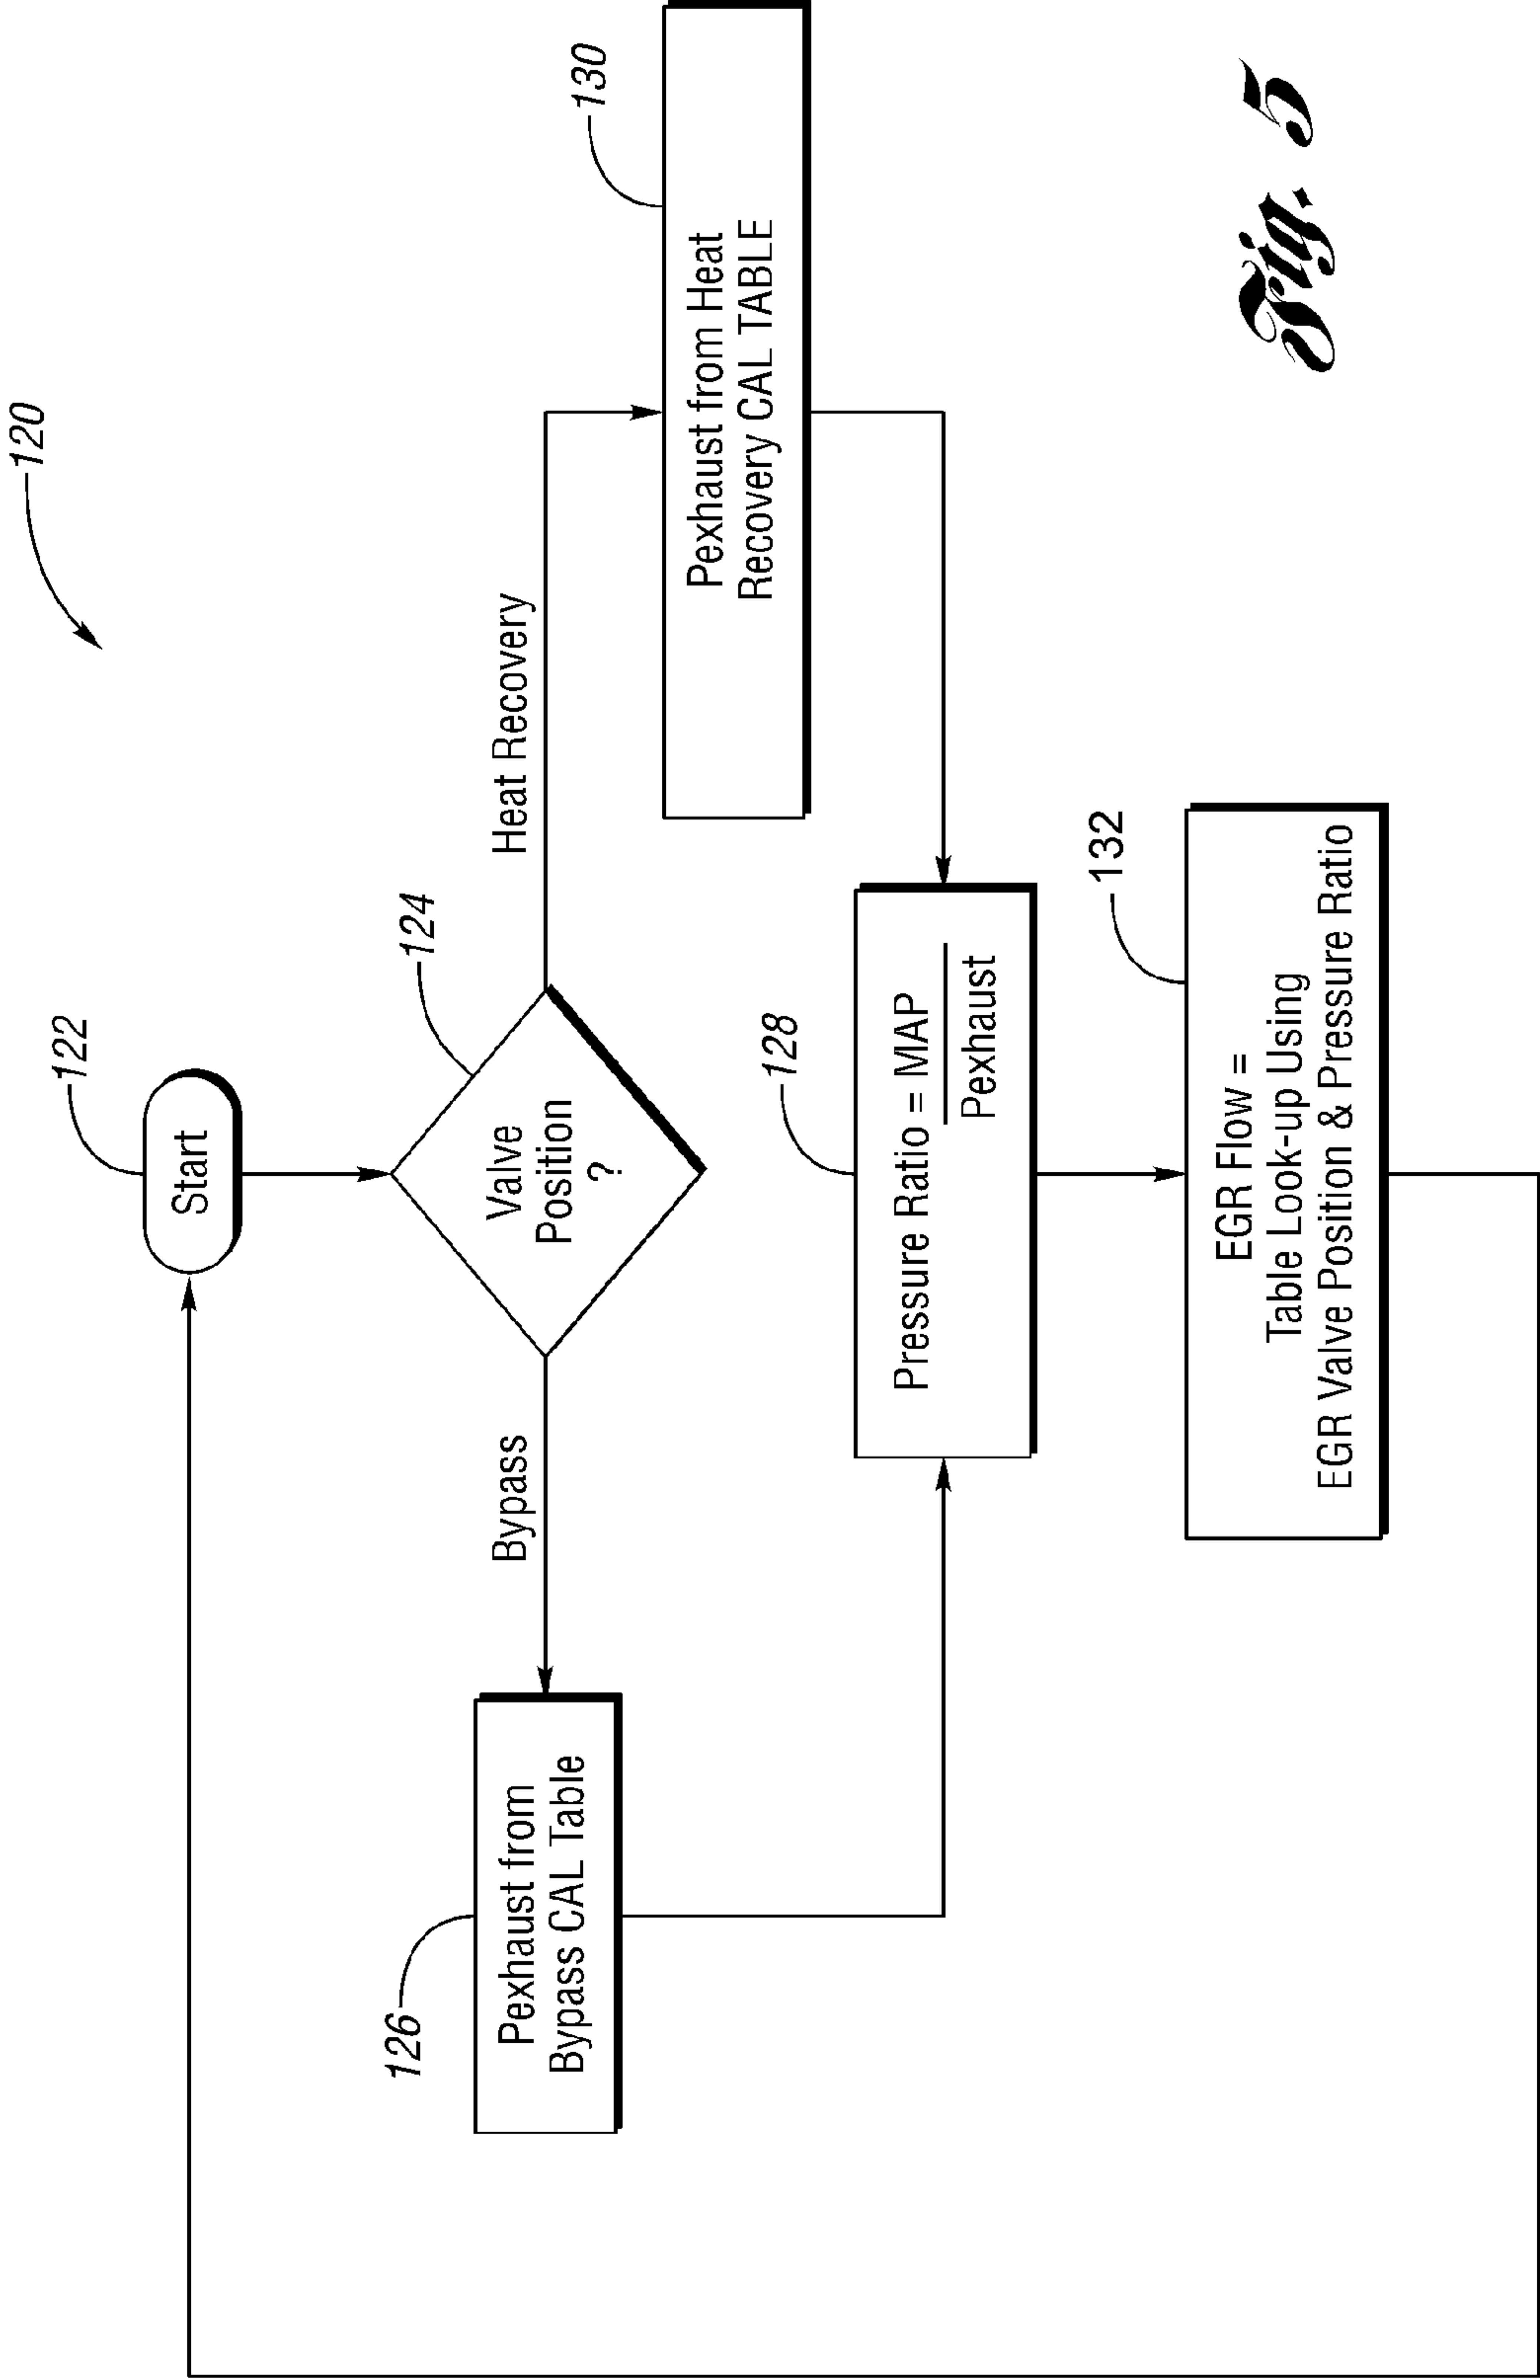 120
122
Start
124
Valve
Position
?
Bypass
Heat Recovery
126
Pexhaust from
Bypass CAL Table
130
Pexhaust from Heat
Recovery CAL TABLE
128
Pressure Ratio = MAP
Pexhaust
132
EGR Flow =
Table Look-up Using
EGR Valve Position & Pressure Ratio
Fig. 5